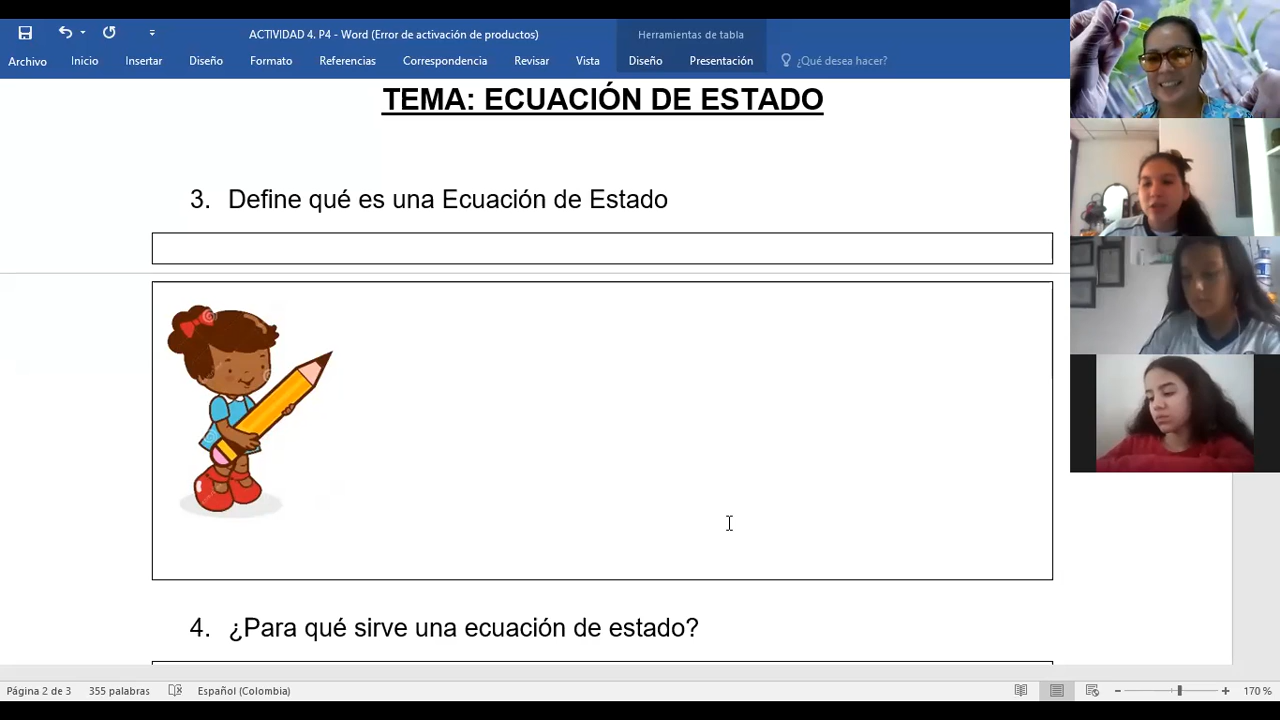 ACTIVIDAD 4. P4 - Word (Error de activación de productos)
Herramientas de tabla
Archivo Inicio Insertar Diseño Formato Referencias Correspondencia Revisar Vista Diseño Presentación ¿Qué desea hacer?
TEMA: ECUACIÓN DE ESTADO
3. Define qué es una Ecuación de Estado
4. ¿Para qué sirve una ecuación de estado?
Página 2 de 3 355 palabras Español (Colombia) 170 %